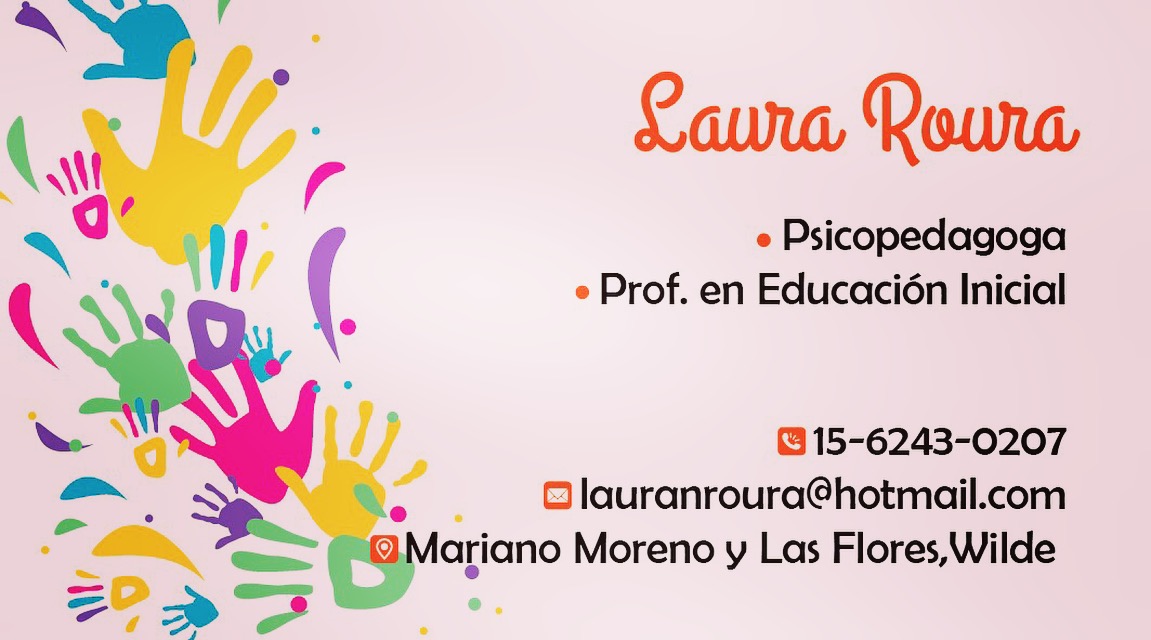 Laura Roura
• Psicopedagoga
• Prof. en Educación Inicial
15-6243-0207
lauranroura@hotmail.com
Mariano Moreno y Las Flores,Wilde